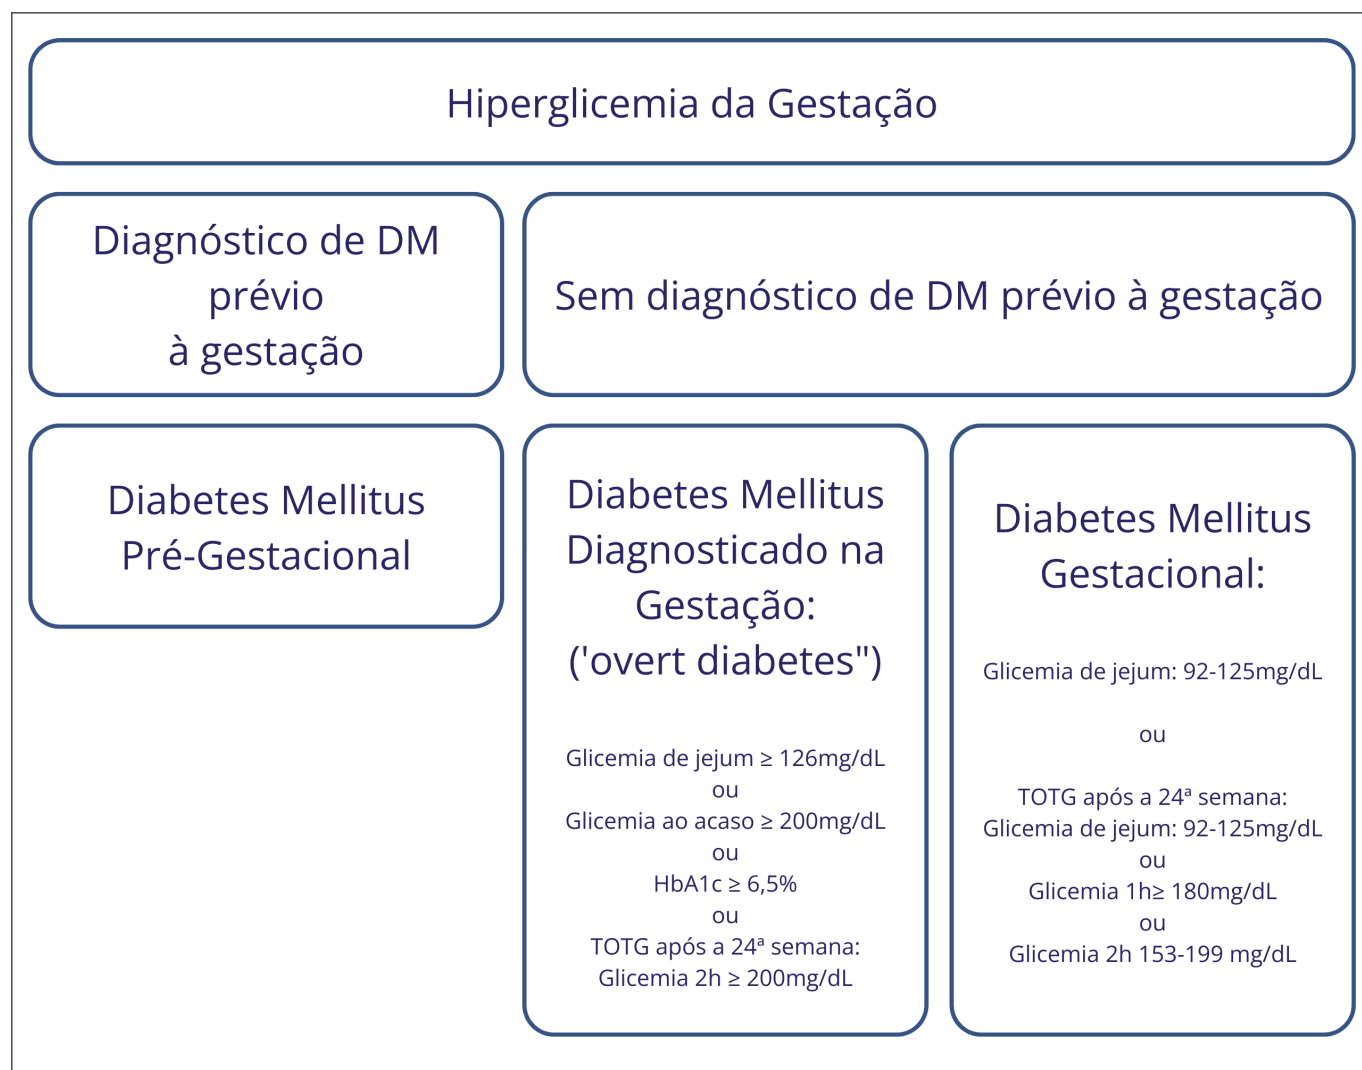 Hiperglicemia da Gestação
Diagnóstico de DM
prévio
à gestação
Sem diagnóstico de DM prévio à gestação
Diabetes Mellitus
Pré-Gestacional
Diabetes Mellitus
Diagnosticado na
Gestação:
('overt diabetes")
Glicemia de jejum ≥ 126mg/dL
ou
Glicemia ao acaso ≥ 200mg/dL
ou
HbA1c ≥ 6,5%
ou
TOTG após a 24ª semana:
Glicemia 2h ≥ 200mg/dL
Diabetes Mellitus
Gestacional:
Glicemia de jejum: 92-125mg/dL
ou
TOTG após a 24ª semana:
Glicemia de jejum: 92-125mg/dL
ou
Glicemia 1h≥ 180mg/dL
ou
Glicemia 2h 153-199 mg/dL